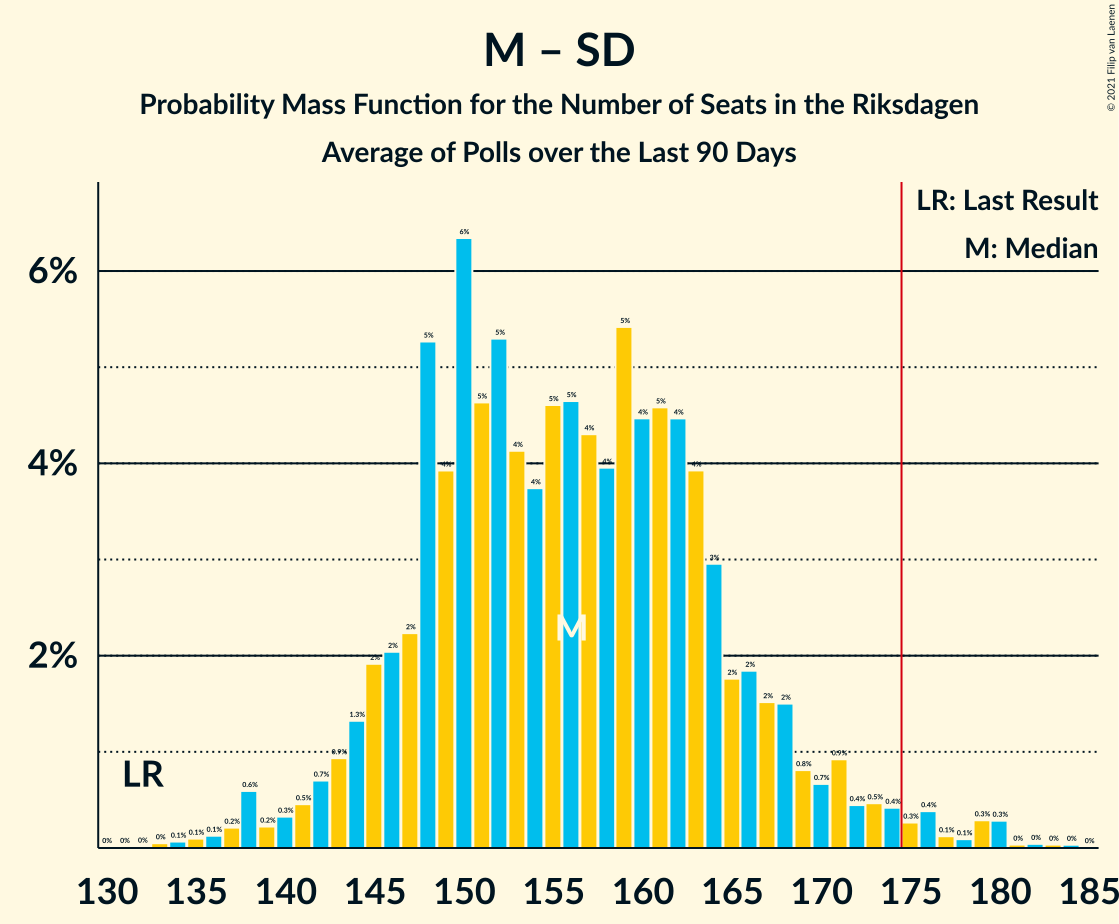 M – SD
Probability Mass Function for the Number of Seats in the Riksdagen
Average of Polls over the Last 90 Days
© 2021 Filip van Laenen
LR: Last Result
M: Median
6%
4%
2%
LR
M
0% 0% 0% 0% 0.1% 0.1% 0.1% 0.2% 0.6% 0.2% 0.3% 0.5% 0.7% 0.9% 1.3% 2% 2% 2% 5% 4% 6% 5% 5% 4% 4% 5% 5% 4% 4% 5% 4% 5% 4% 4% 3% 2% 2% 2% 2% 0.8% 0.7% 0.9% 0.4% 0.5% 0.4% 0.3% 0.4% 0.1% 0.1% 0.3% 0.3% 0% 0% 0% 0% 0%
130 135 140 145 150 155 160 165 170 175 180 185